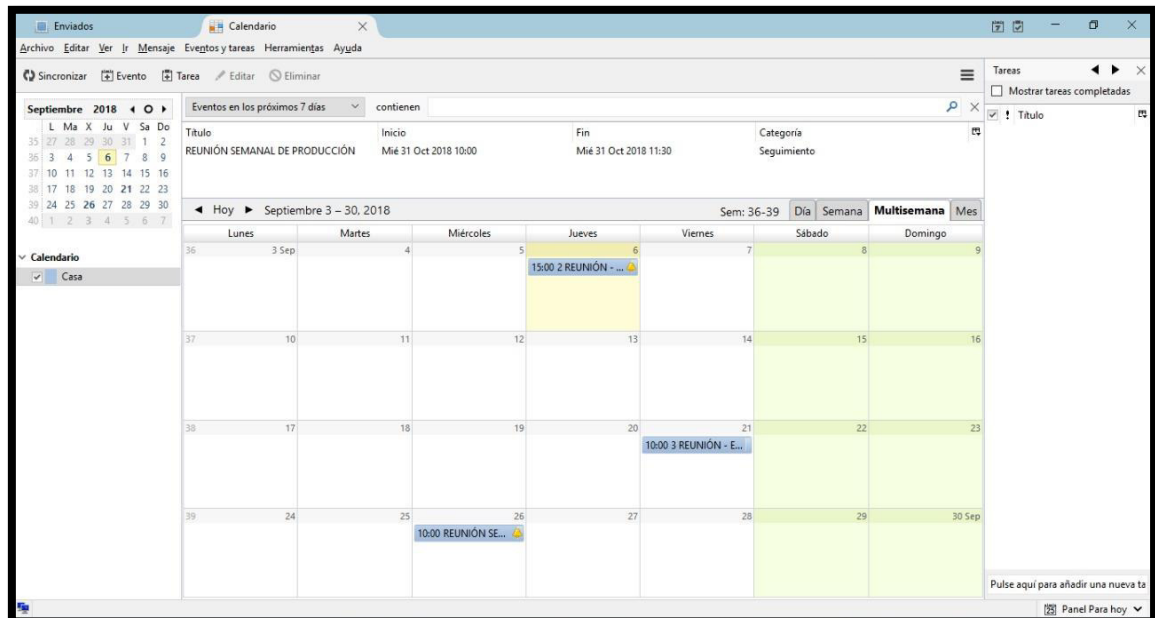 Enviados
Calendario
Archivo Editar Ver Ir Mensaje Eventos y tareas Herramientas Ayuda
Sincronizar Evento Tarea Editar Eliminar
Septiembre 2018
L Ma X Ju V Sa Do
35 27 28 29 30 31 1 2
36 3 4 5 6 7 8 9
37 10 11 12 13 14 15 16
38 17 18 19 20 21 22 23
39 24 25 26 27 28 29 30
40 1 2 3 4 5 6 7
Calendario
Casa
Eventos en los próximos 7 días contienen
Título Inicio Fin Categoría
REUNIÓN SEMANAL DE PRODUCCIÓN Mié 31 Oct 2018 10:00 Mié 31 Oct 2018 11:30 Seguimiento
Hoy Septiembre 3 – 30, 2018 Sem: 36-39 Día Semana Multisemana Mes
Lunes Martes Miércoles Jueves Viernes Sábado Domingo
36 3 Sep 4 5 6 7 8 9
15:00 2 REUNIÓN - ...
37 10 11 12 13 14 15 16
38 17 18 19 20 21 22 23
10:00 3 REUNIÓN - E...
39 24 25 26 27 28 29 30 Sep
10:00 REUNIÓN SE...
Tareas
Mostrar tareas completadas
! Título
Pulse aquí para añadir una nueva ta
Panel Para hoy